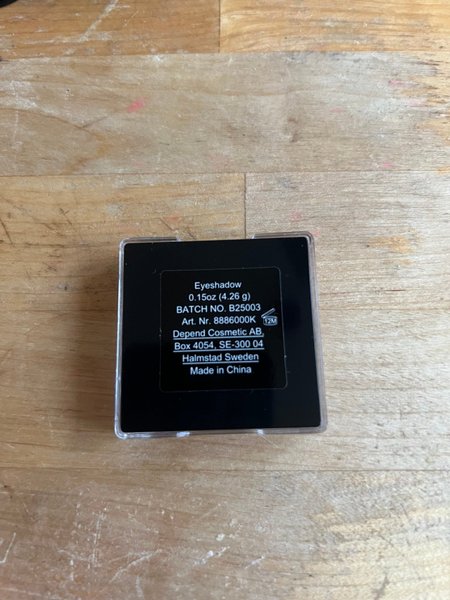 Eyeshadow
0.15oz (4.26 g)
BATCH NO. B25003
Art. Nr. 8886000K 12M
Depend Cosmetic AB,
Box 4054, SE-300 04
Halmstad Sweden
Made in China